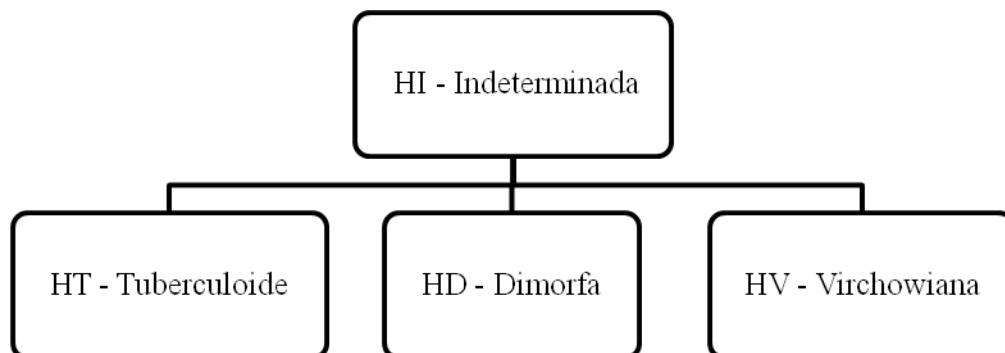 HI - Indeterminada
HT - Tuberculoide
HD - Dimorfa
HV - Virchowiana